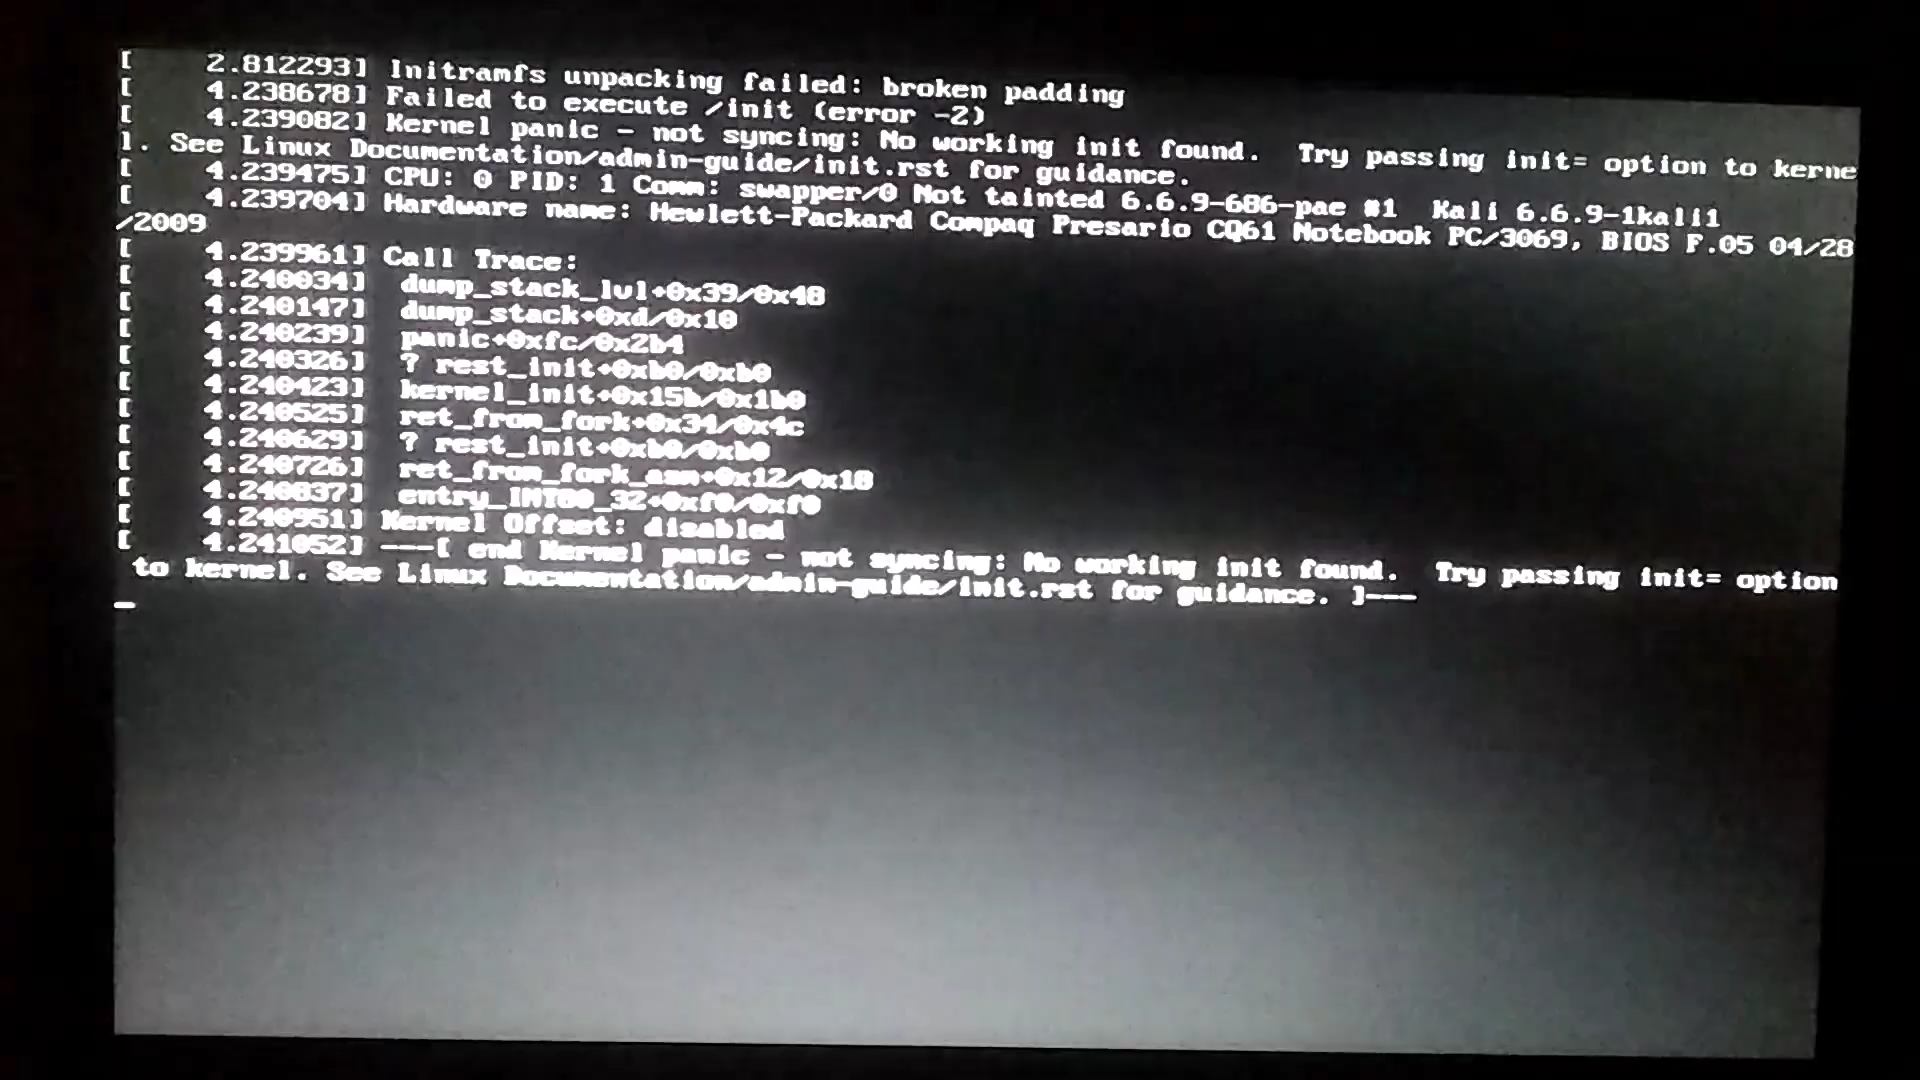 [    2.812293] Initramfs unpacking failed: broken padding
[    4.238678] Failed to execute /init (error -2)
[    4.239082] Kernel panic - not syncing: No working init found.  Try passing init= option to kerne
l. See Linux Documentation/admin-guide/init.rst for guidance.
[    4.239475] CPU: 0 PID: 1 Comm: swapper/0 Not tainted 6.6.9-686-pae #1  Kali 6.6.9-1kali1
[    4.239704] Hardware name: Hewlett-Packard Compaq Presario CQ61 Notebook PC/3069, BIOS F.05 04/28
/2009
[    4.239961] Call Trace:
[    4.240034]  dump_stack_lvl+0x39/0x48
[    4.240147]  dump_stack+0xd/0x10
[    4.240239]  panic+0xfc/0x2b4
[    4.240326]  ? rest_init+0xb0/0xb0
[    4.240423]  kernel_init+0x15b/0x1b0
[    4.240525]  ret_from_fork+0x34/0x4c
[    4.240629]  ? rest_init+0xb0/0xb0
[    4.240726]  ret_from_fork_asm+0x12/0x18
[    4.240837]  entry_INT80_32+0xf0/0xf0
[    4.240951] Kernel Offset: disabled
[    4.241052] ---[ end Kernel panic - not syncing: No working init found.  Try passing init= option
 to kernel. See Linux Documentation/admin-guide/init.rst for guidance. ]---